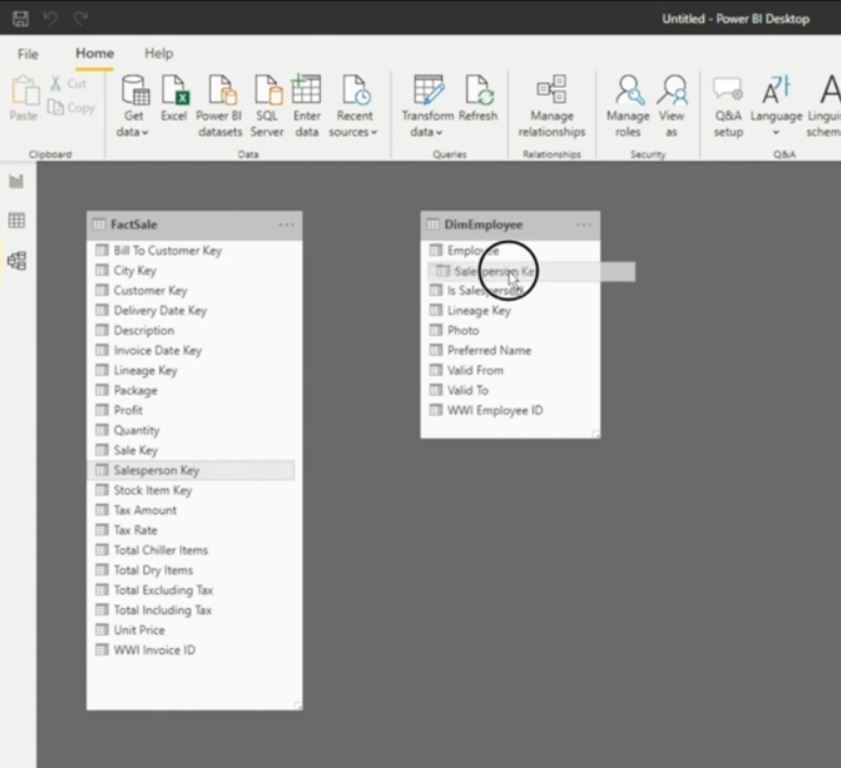 Untitled - Power BI Desktop
File Home Help
Paste Cut Copy
Get data Excel Power BI datasets SQL Server Enter data Recent sources
Transform data Refresh
Manage relationships
Manage roles View as
Q&A setup Language
Clipboard Data Queries Relationships Security Q&A
FactSale
Bill To Customer Key
City Key
Customer Key
Delivery Date Key
Description
Invoice Date Key
Lineage Key
Package
Profit
Quantity
Sale Key
Salesperson Key
Stock Item Key
Tax Amount
Tax Rate
Total Chiller Items
Total Dry Items
Total Excluding Tax
Total Including Tax
Unit Price
WWI Invoice ID
DimEmployee
Employee
Salesperson Ke
Is Salesperson
Lineage Key
Photo
Preferred Name
Valid From
Valid To
WWI Employee ID